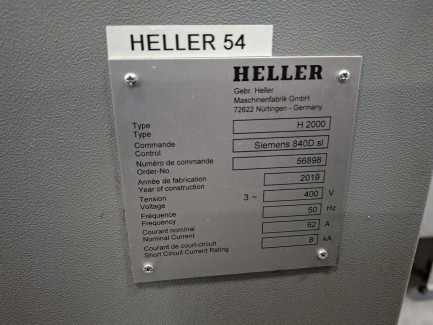 HELLER 54
HELLER
Gebr. Heller
Maschinenfabrik GmbH
72622 Nürtingen - Germany
Type
Type H 2000
Commande
Control Siemens 840D sl
Numéro de commande
Order-No. 56898
Année de fabrication
Year of construction 2019
Tension
Voltage 3 ~ 400 V
Fréquence
Frequency 50 Hz
Courant nominal
Nominal Current 62 A
Courant de court-circuit
Short Circuit Current Rating 8 kA